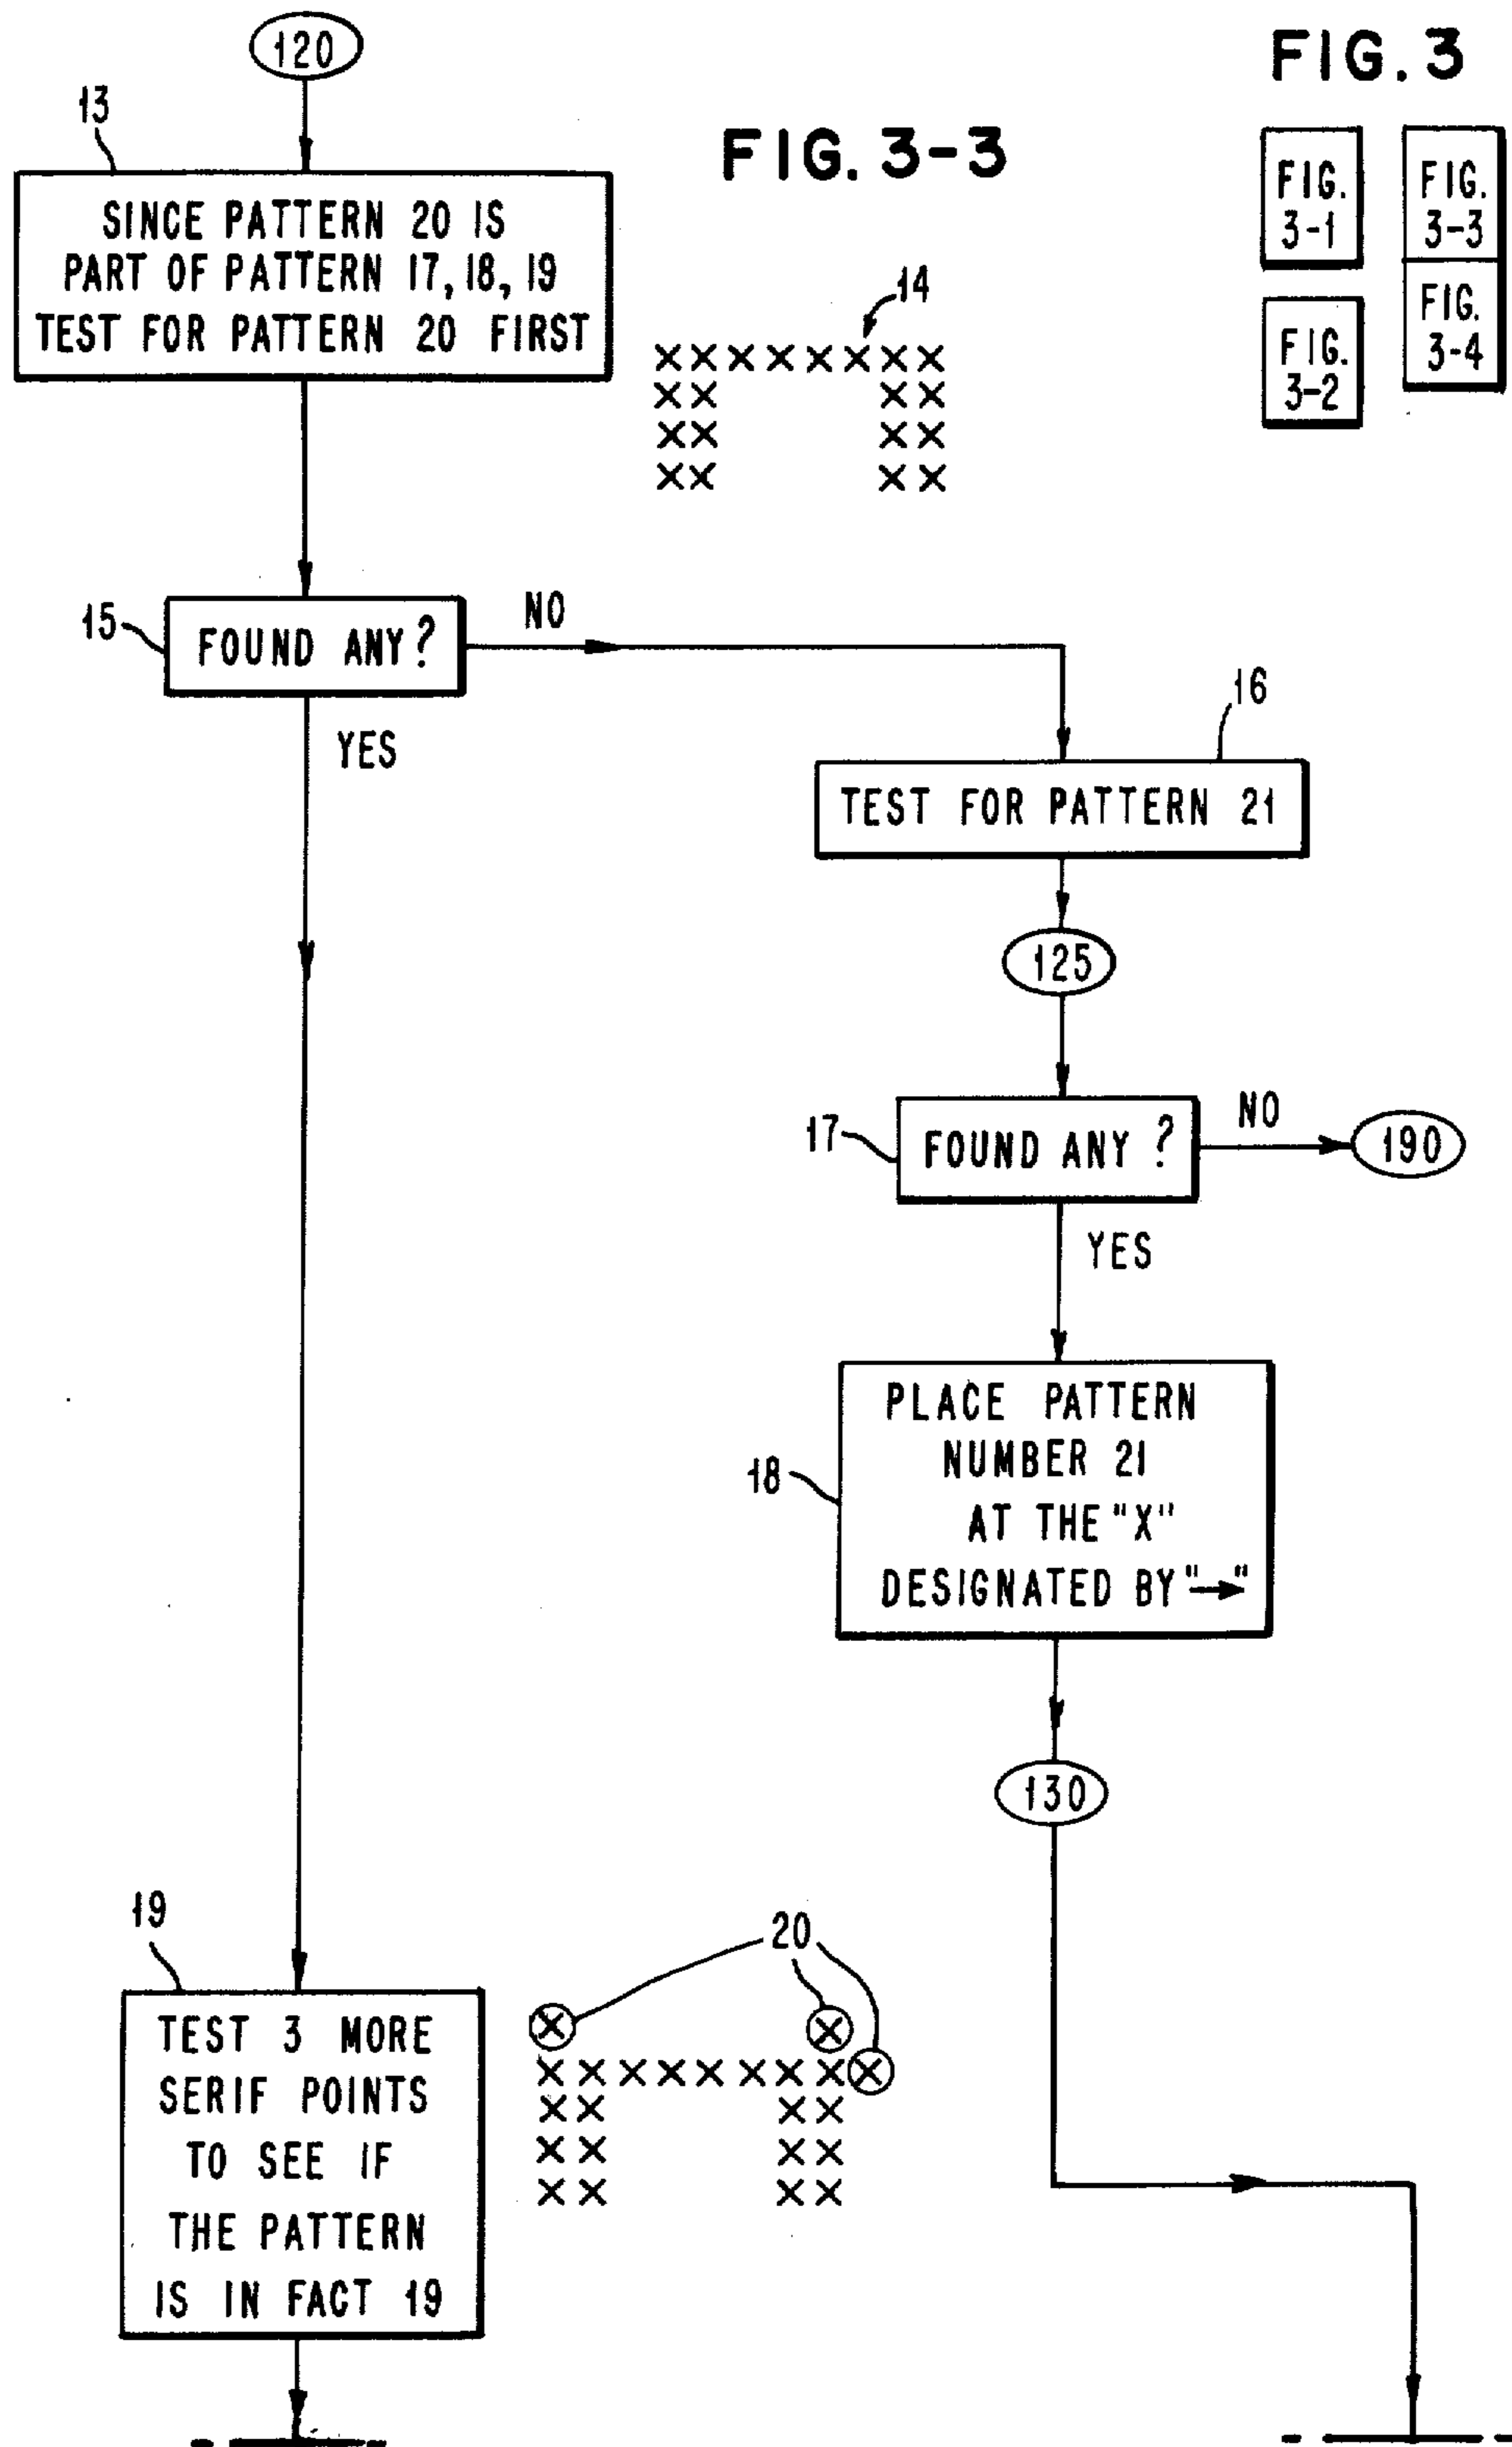 120
FIG. 3
13
FIG. 3-3
FIG.
3-1
FIG.
3-3
SINCE PATTERN 20 IS
PART OF PATTERN 17, 18, 19
TEST FOR PATTERN 20 FIRST
14
FIG.
3-2
FIG.
3-4
X X X X X X X X
X X X X
X X X X
X X X X
15
FOUND ANY?
NO
YES
16
TEST FOR PATTERN 21
125
17
FOUND ANY ?
NO
190
YES
18
PLACE PATTERN
NUMBER 21
AT THE "X"
DESIGNATED BY "→"
130
19
20
TEST 3 MORE
SERIF POINTS
TO SEE IF
THE PATTERN
IS IN FACT 19
X X
X X X X X X X X X
X X X X
X X X X
X X X X